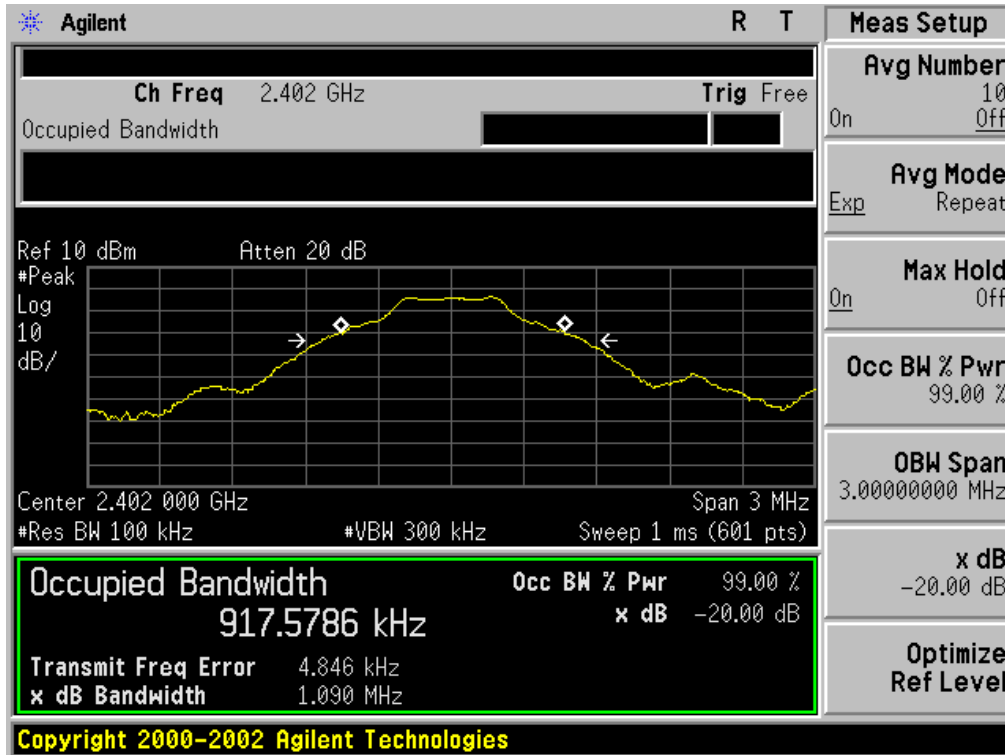 Agilent R T
Ch Freq 2.402 GHz Trig Free
Occupied Bandwidth
Ref 10 dBm Atten 20 dB
#Peak
Log
10
dB/
Center 2.402 000 GHz Span 3 MHz
#Res BW 100 kHz #VBW 300 kHz Sweep 1 ms (601 pts)
Occupied Bandwidth Occ BW % Pwr 99.00 %
917.5786 kHz x dB -20.00 dB
Transmit Freq Error 4.846 kHz
x dB Bandwidth 1.090 MHz
Copyright 2000-2002 Agilent Technologies
Meas Setup
Avg Number
10
On Off
Avg Mode
Exp Repeat
Max Hold
On Off
Occ BW % Pwr
99.00 %
OBW Span
3.00000000 MHz
x dB
-20.00 dB
Optimize
Ref Level